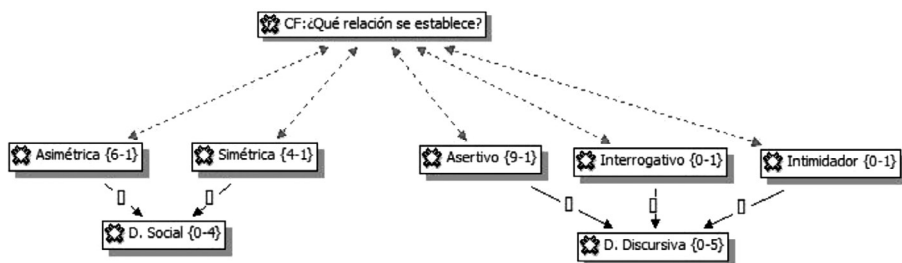 CF:¿Qué relación se establece?
Asimétrica {6-1}
Simétrica {4-1}
Asertivo {9-1}
Interrogativo {0-1}
Intimidador {0-1}
D. Social {0-4}
D. Discursiva {0-5}